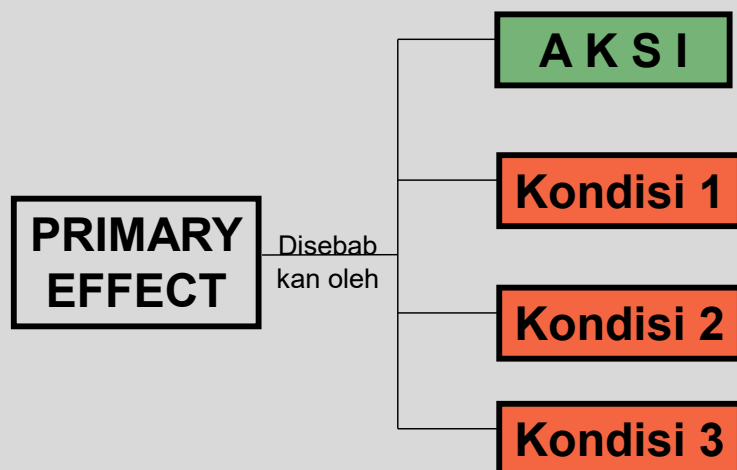 A K S I
Kondisi 1
PRIMARY
EFFECT
Disebab
kan oleh
Kondisi 2
Kondisi 3